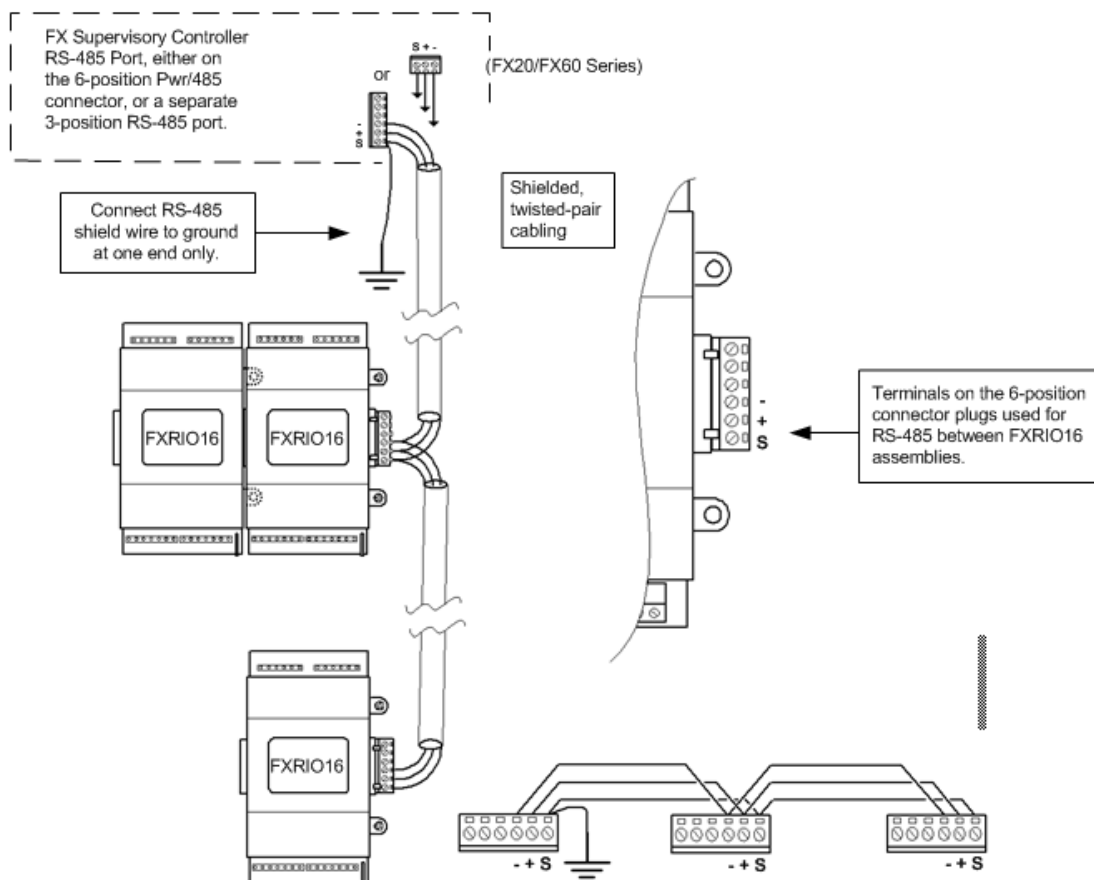 FX Supervisory Controller
RS-485 Port, either on
the 6-position Pwr/485
connector, or a separate
3-position RS-485 port.
or
S + -
(FX20/FX60 Series)
-
+
S
Connect RS-485
shield wire to ground
at one end only.
Shielded,
twisted-pair
cabling
FXRIO16
FXRIO16
-
+
S
Terminals on the 6-position
connector plugs used for
RS-485 between FXRIO16
assemblies.
FXRIO16
- + S
- + S
- + S